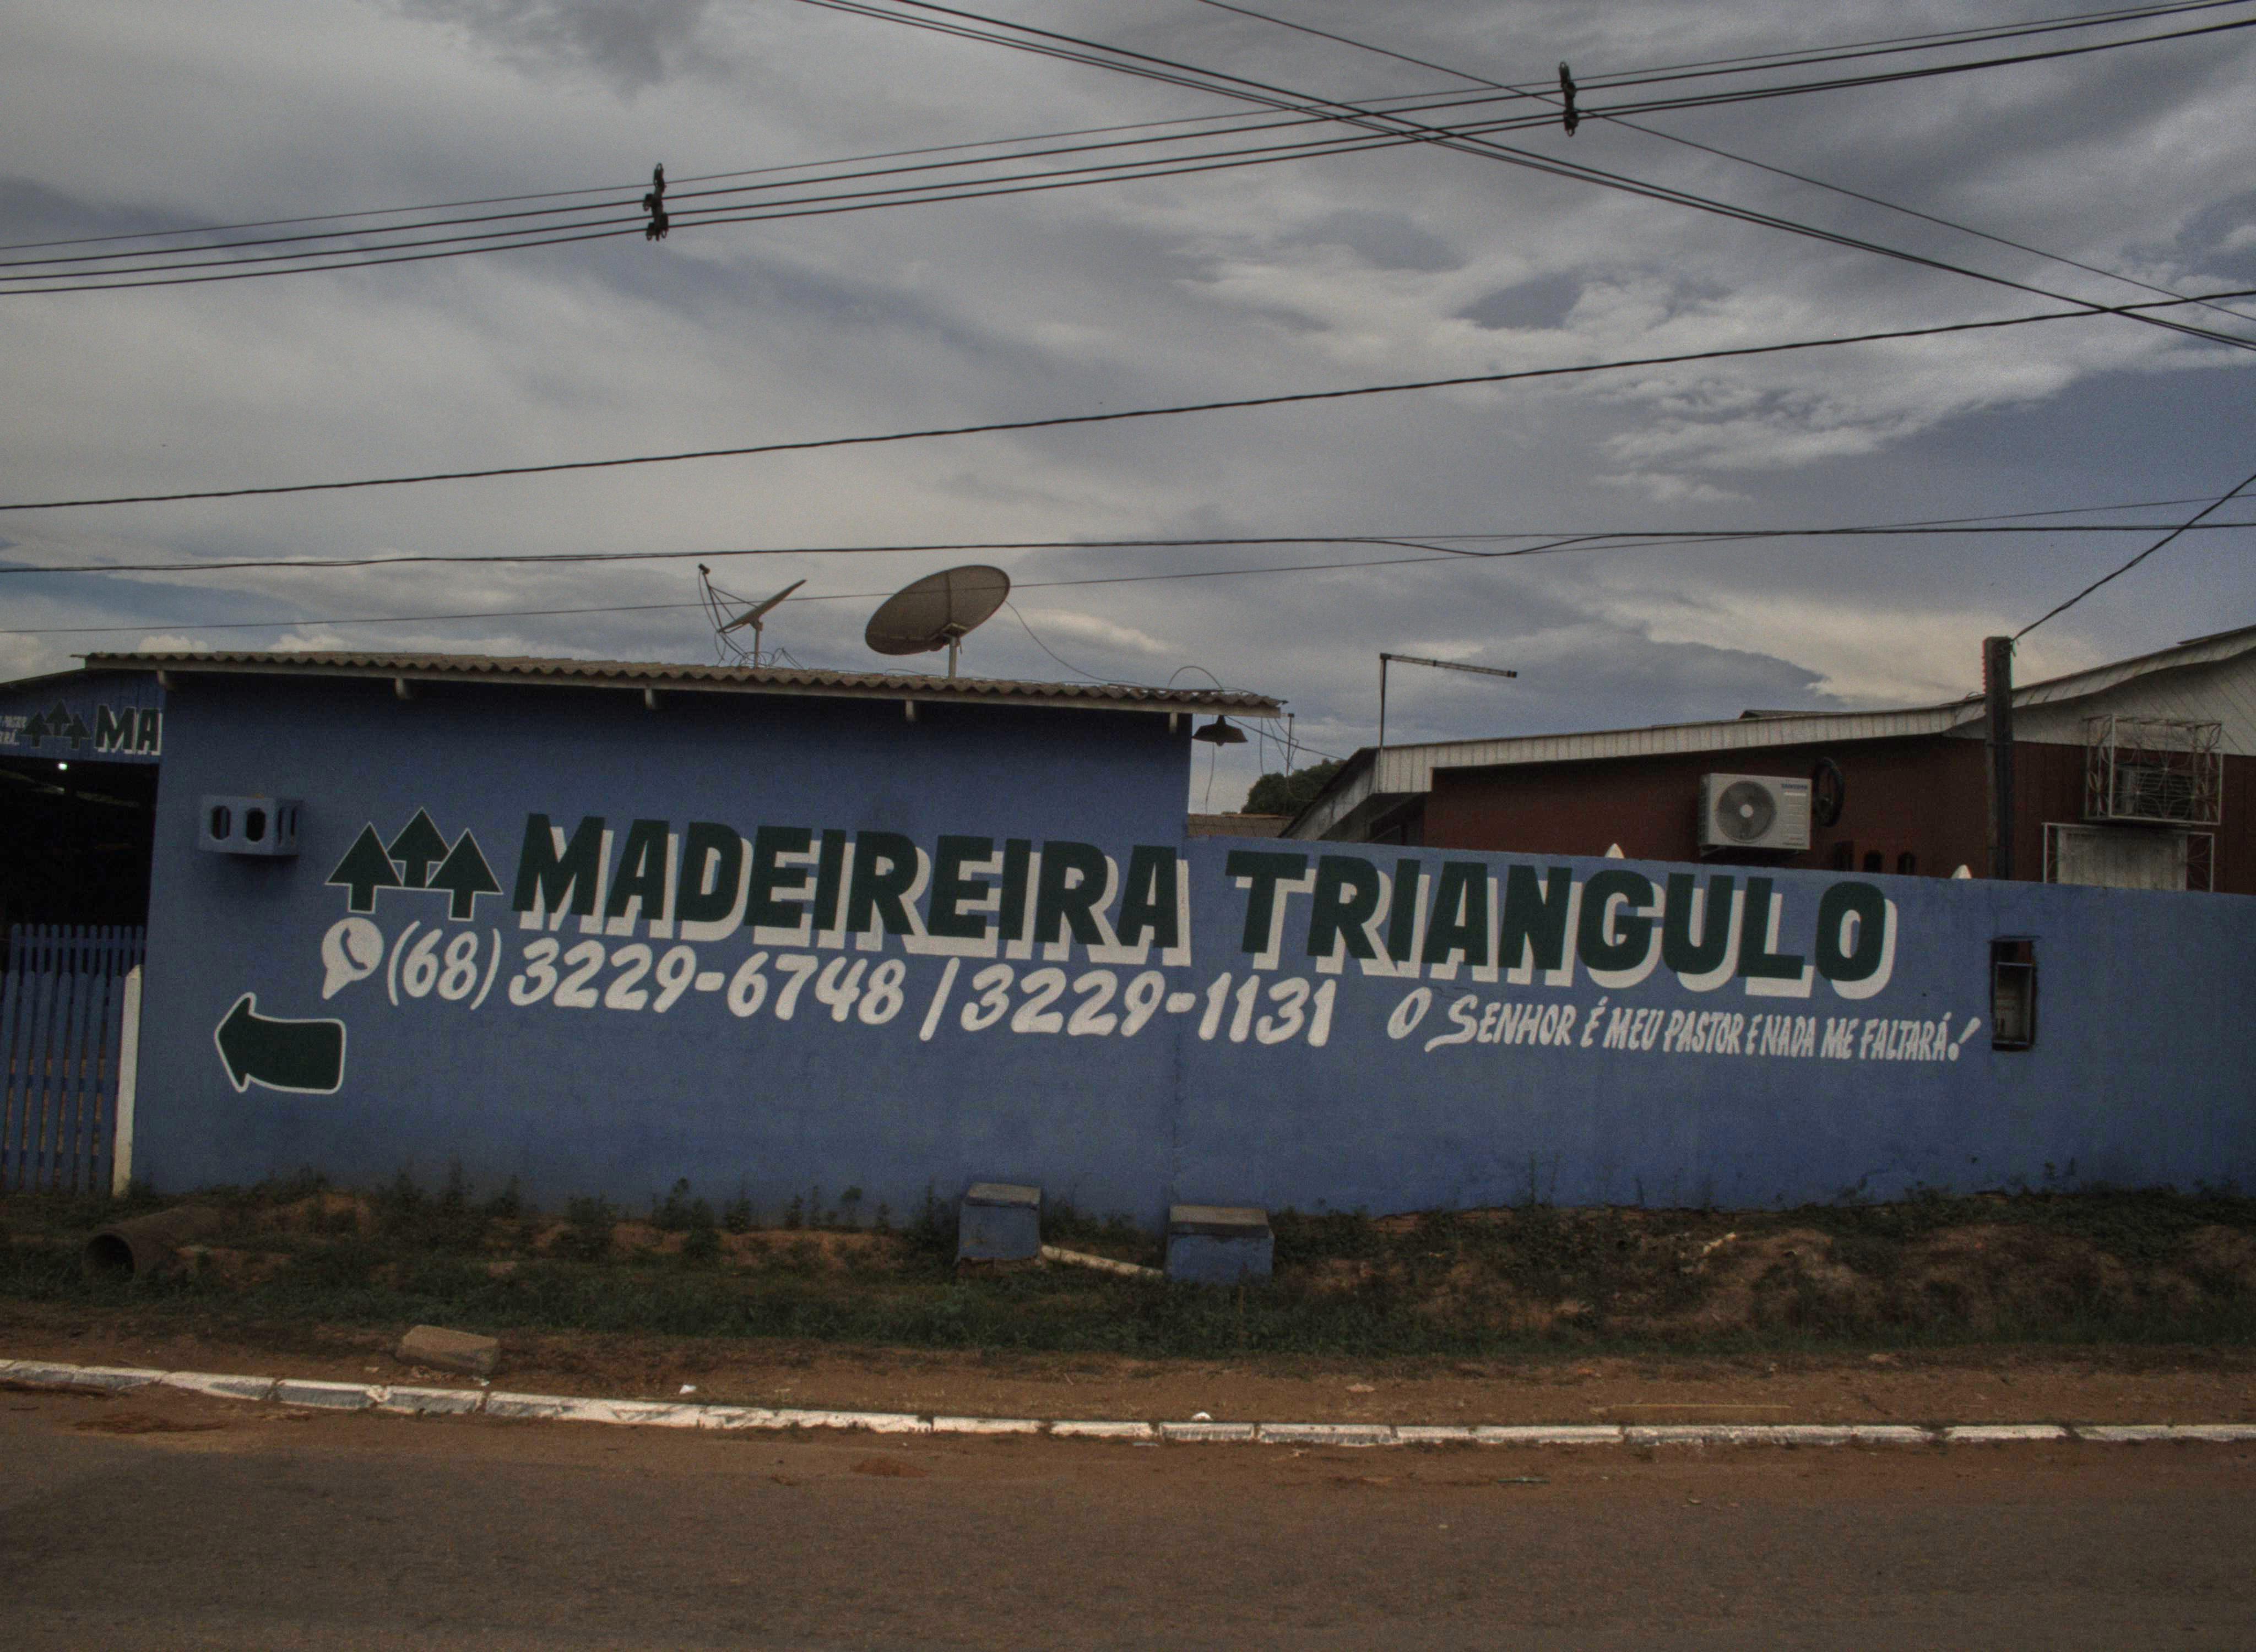 MA
MADEIREIRA TRIANGULO
(68) 3229-6748 / 3229-1131
O SENHOR É MEU PASTOR E NADA ME FALTARÁ!